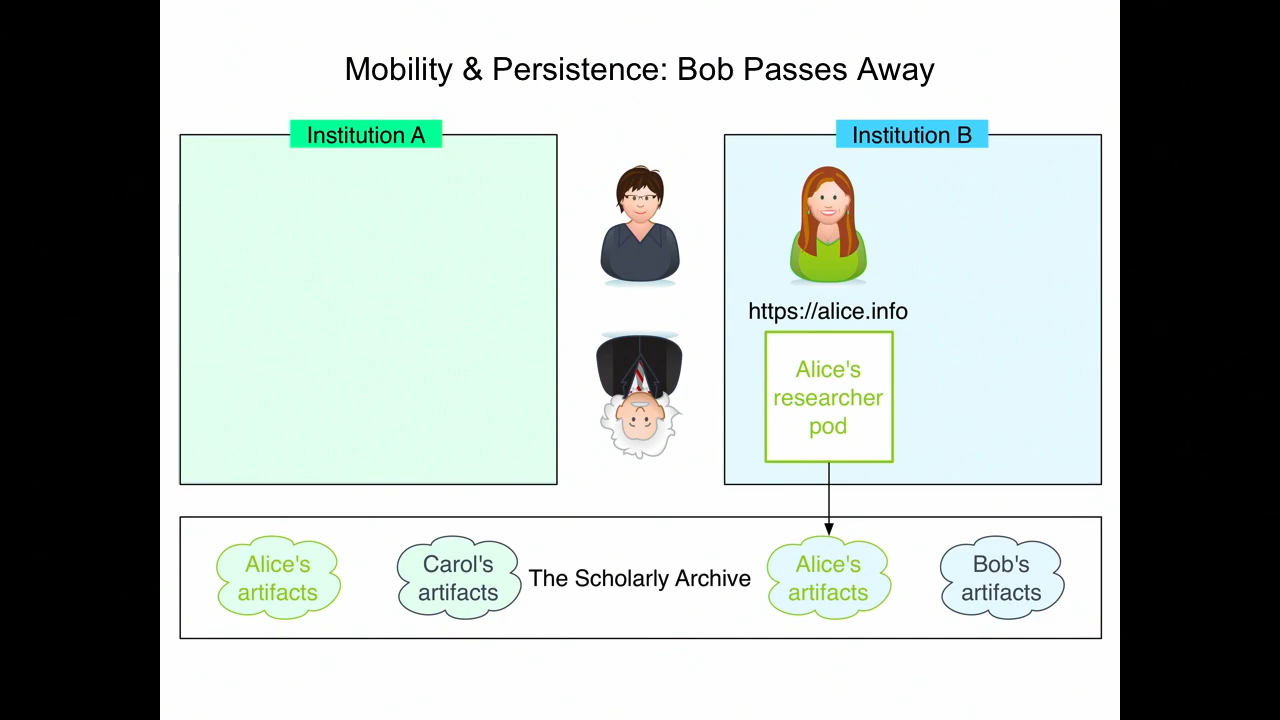 Mobility & Persistence: Bob Passes Away
Institution A
Institution B
https://alice.info
Alice's
researcher
pod
Alice's
artifacts
Carol's
artifacts
The Scholarly Archive
Alice's
artifacts
Bob's
artifacts